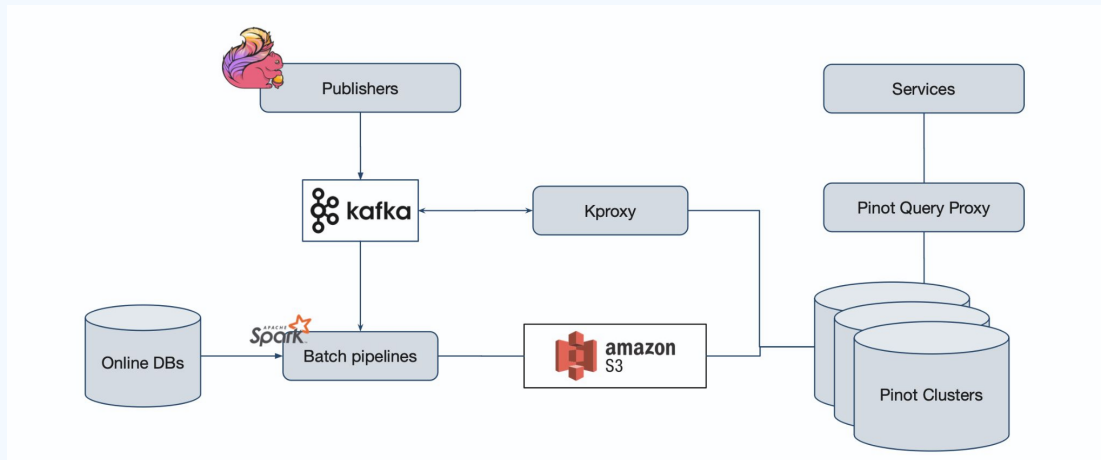 Publishers
Services
kafka
Kproxy
Pinot Query Proxy
APACHE
Spark
Online DBs
Batch pipelines
amazon
S3
Pinot Clusters